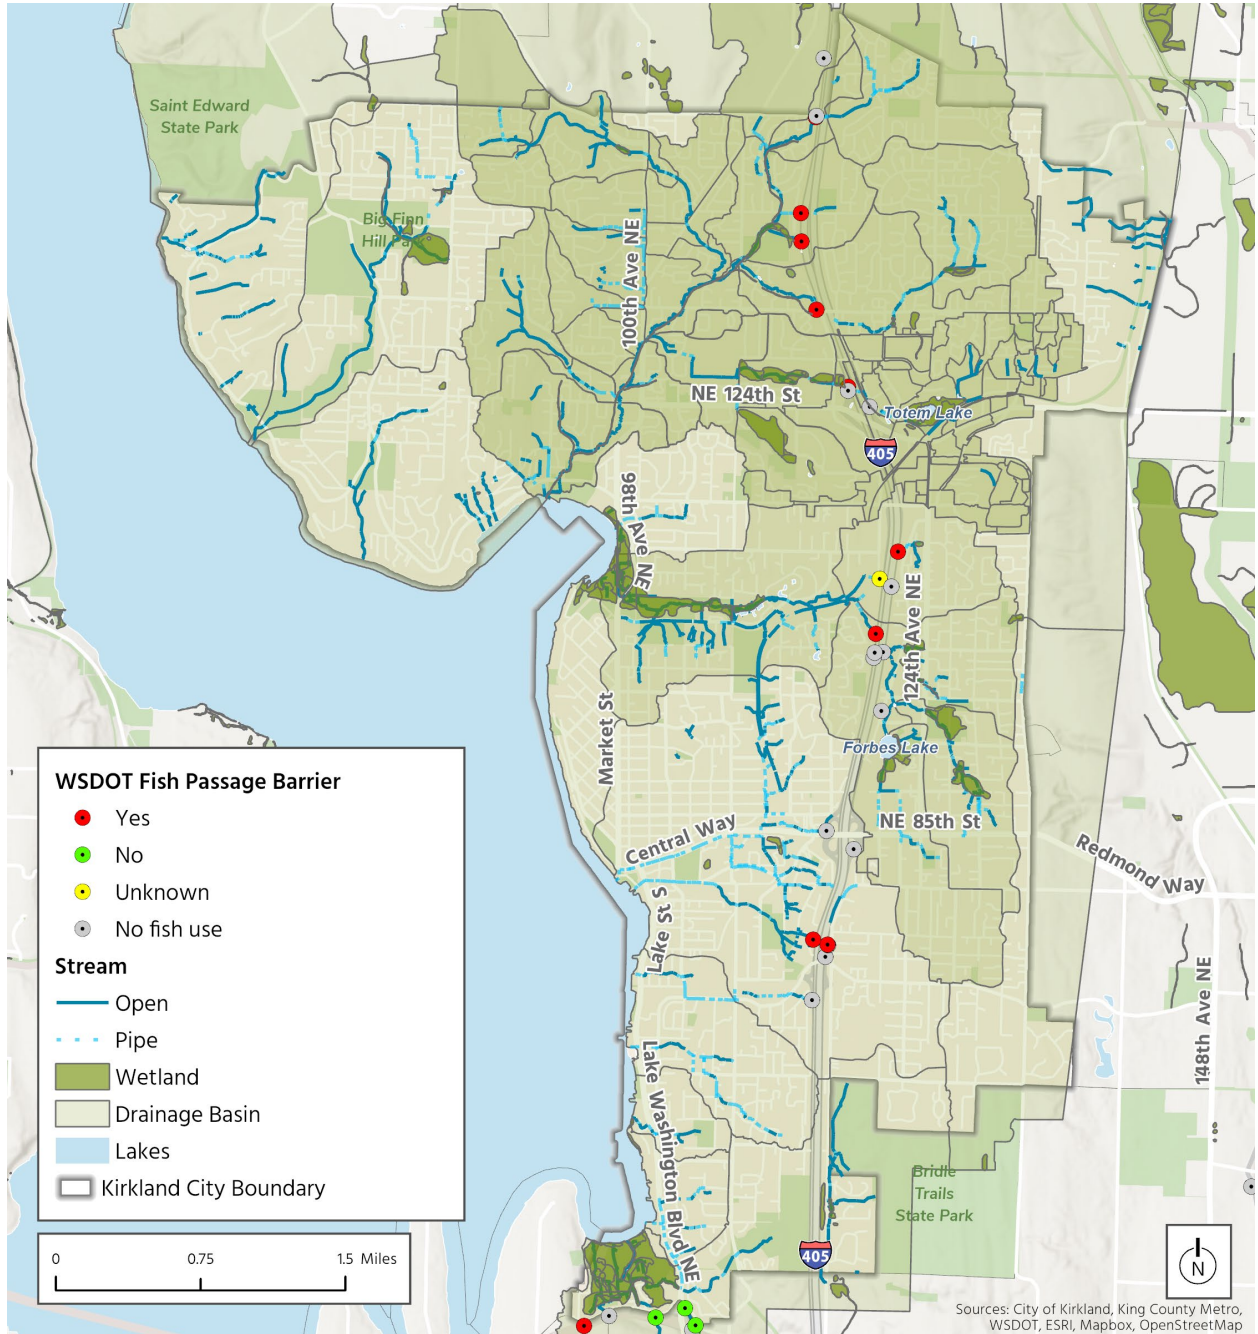 Saint Edward
State Park
Big Finn
Hill Park
100th Ave NE
NE 124th St
Totem Lake
405
98th Ave NE
124th Ave NE
Market St
Forbes Lake
NE 85th St
Central Way
Redmond Way
Lake St S
148th Ave NE
Lake Washington Blvd NE
Bridle
Trails
State Park
405
WSDOT Fish Passage Barrier
Yes
No
Unknown
No fish use
Stream
Open
Pipe
Wetland
Drainage Basin
Lakes
Kirkland City Boundary
0 0.75 1.5 Miles
N
Sources: City of Kirkland, King County Metro,
WSDOT, ESRI, Mapbox, OpenStreetMap